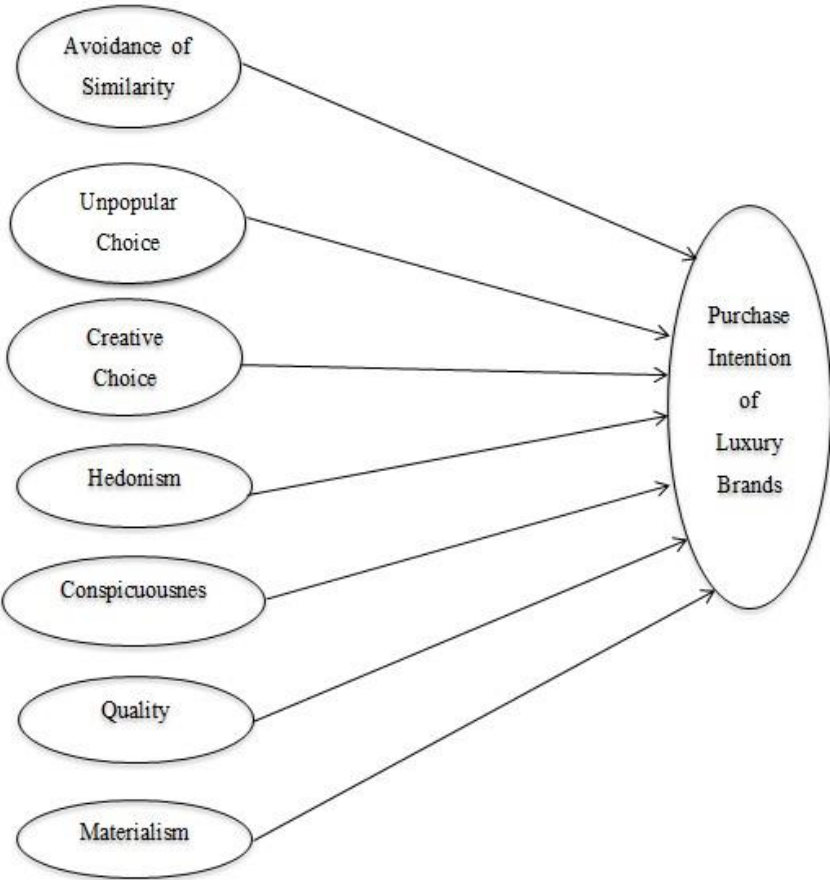 Avoidance of
Similarity
Unpopular
Choice
Creative
Choice
Hedonism
Conspicuousnes
Quality
Materialism
Purchase
Intention
of
Luxury
Brands